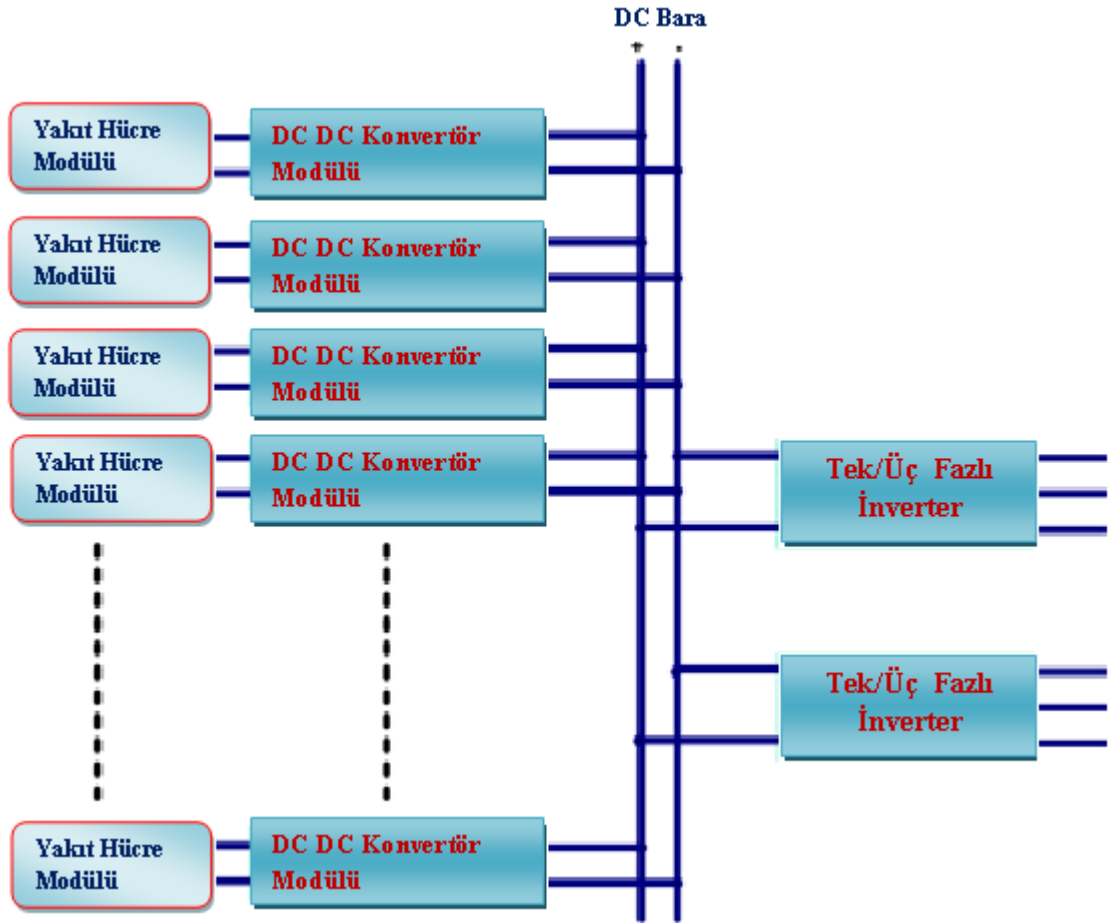 DC Bara
+ -
Yakıt Hücre
Modülü
DC DC Konvertör
Modülü
Yakıt Hücre
Modülü
DC DC Konvertör
Modülü
Yakıt Hücre
Modülü
DC DC Konvertör
Modülü
Yakıt Hücre
Modülü
DC DC Konvertör
Modülü
Tek/Üç Fazlı
İnverter
Tek/Üç Fazlı
İnverter
Yakıt Hücre
Modülü
DC DC Konvertör
Modülü